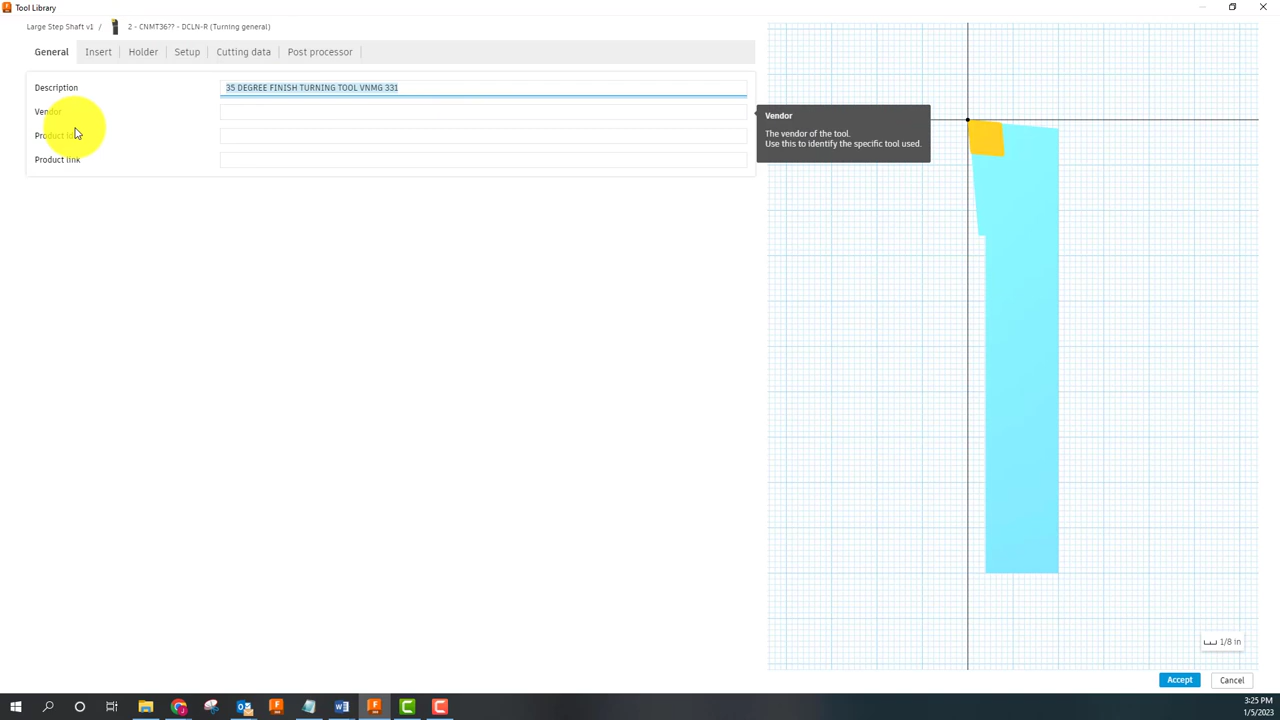 Tool Library
Large Step Shaft v1 / 2 - CNMT36?? - DCLN-R (Turning general)
General Insert Holder Setup Cutting data Post processor
Description 35 DEGREE FINISH TURNING TOOL VNMG 331
Vendor
Product
Product link
Vendor
The vendor of the tool.
Use this to identify the specific tool used.
1/8 in
Accept Cancel
3:25 PM
1/5/2023